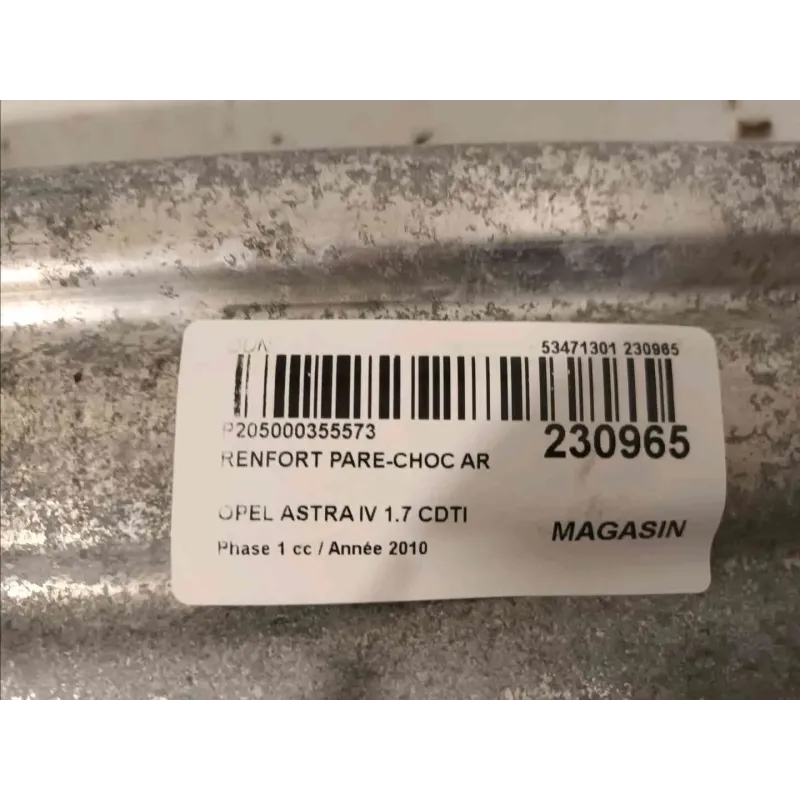 53471301 230965
P205000355573
230965
RENFORT PARE-CHOC AR
OPEL ASTRA IV 1.7 CDTI
MAGASIN
Phase 1 cc / Année 2010